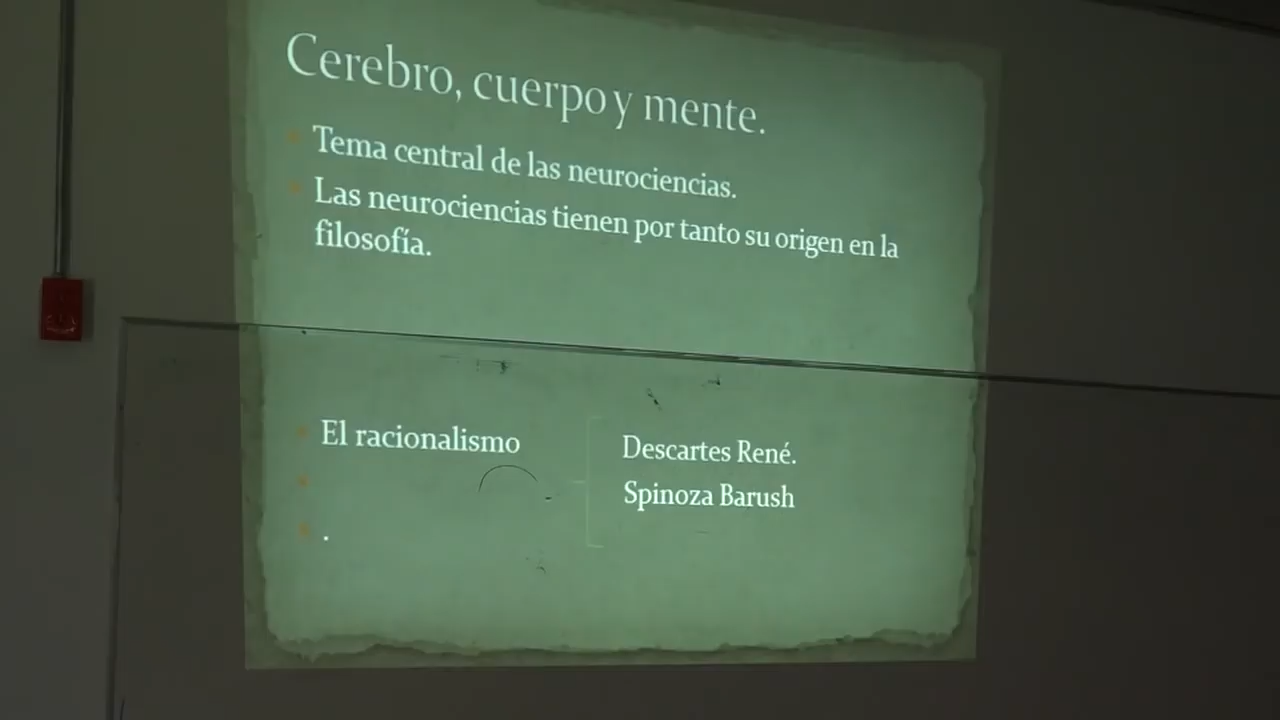 Cerebro, cuerpo y mente.
Tema central de las neurociencias.
Las neurociencias tienen por tanto su origen en la
filosofía.
El racionalismo
Descartes René.
Spinoza Barush
.